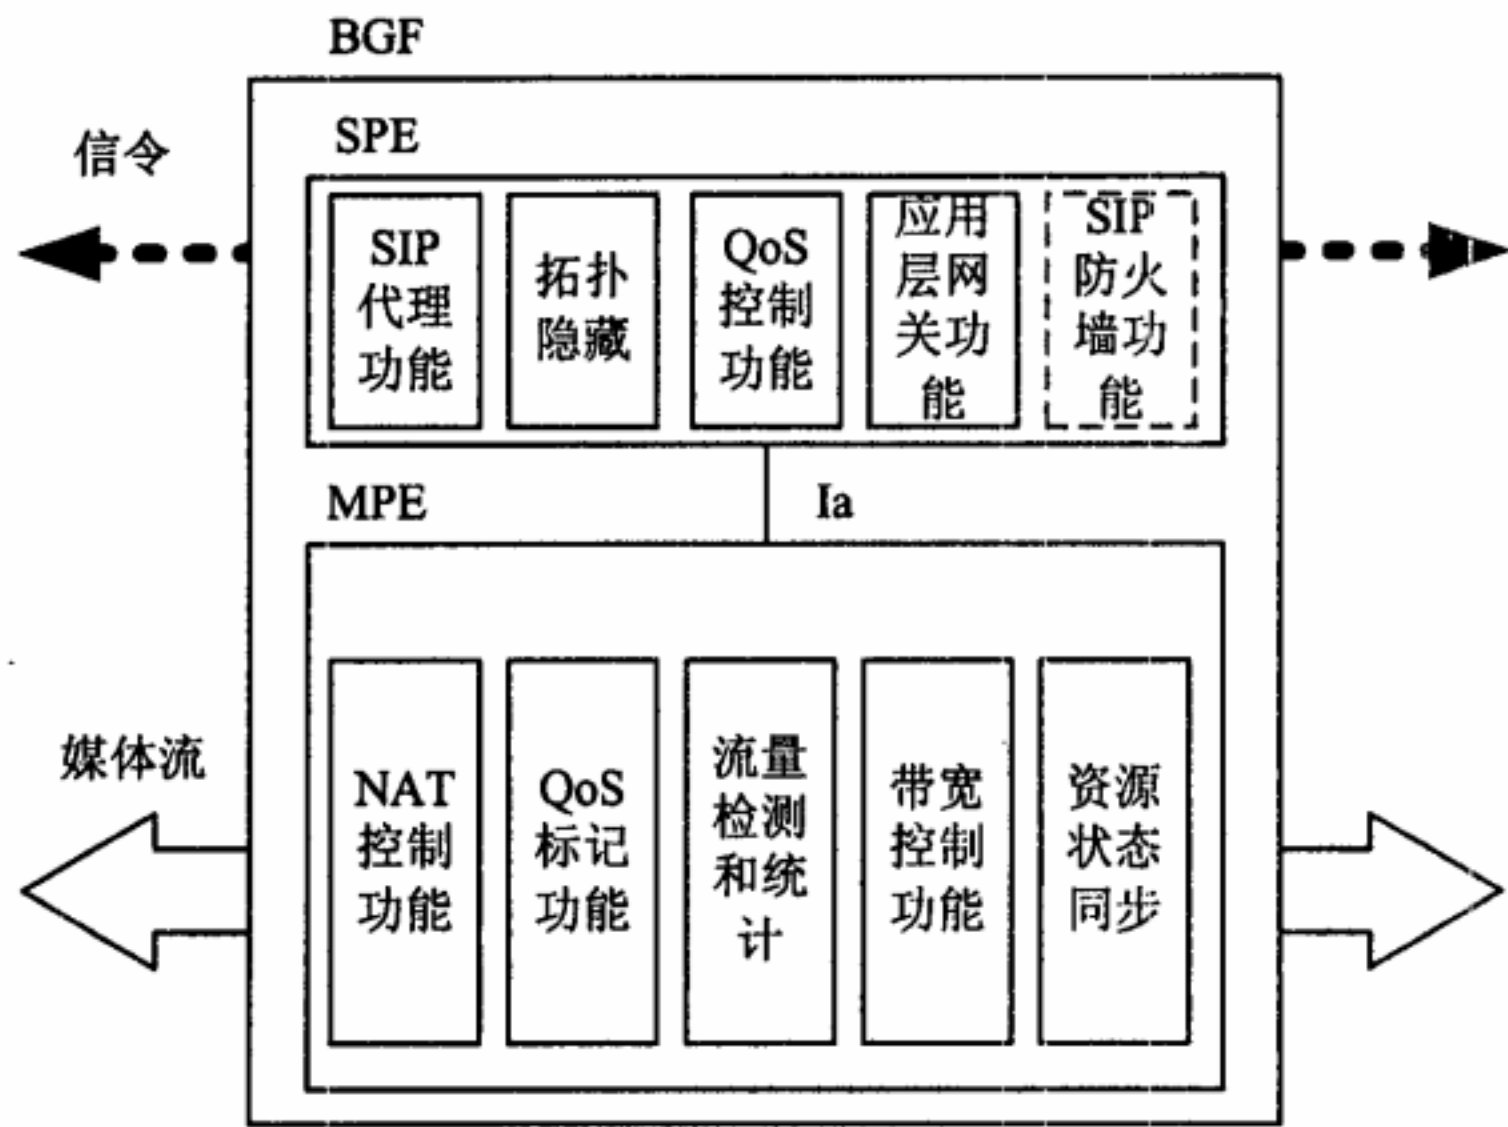 BGF
SPE
信令
SIP
代理
功能
拓扑
隐藏
QoS
控制
功能
应用
层网
关功
能
SIP
防火
墙功
能
MPE
Ia
媒体流
NAT
控制
功能
QoS
标记
功能
流量
检测
和统
计
带宽
控制
功能
资源
状态
同步